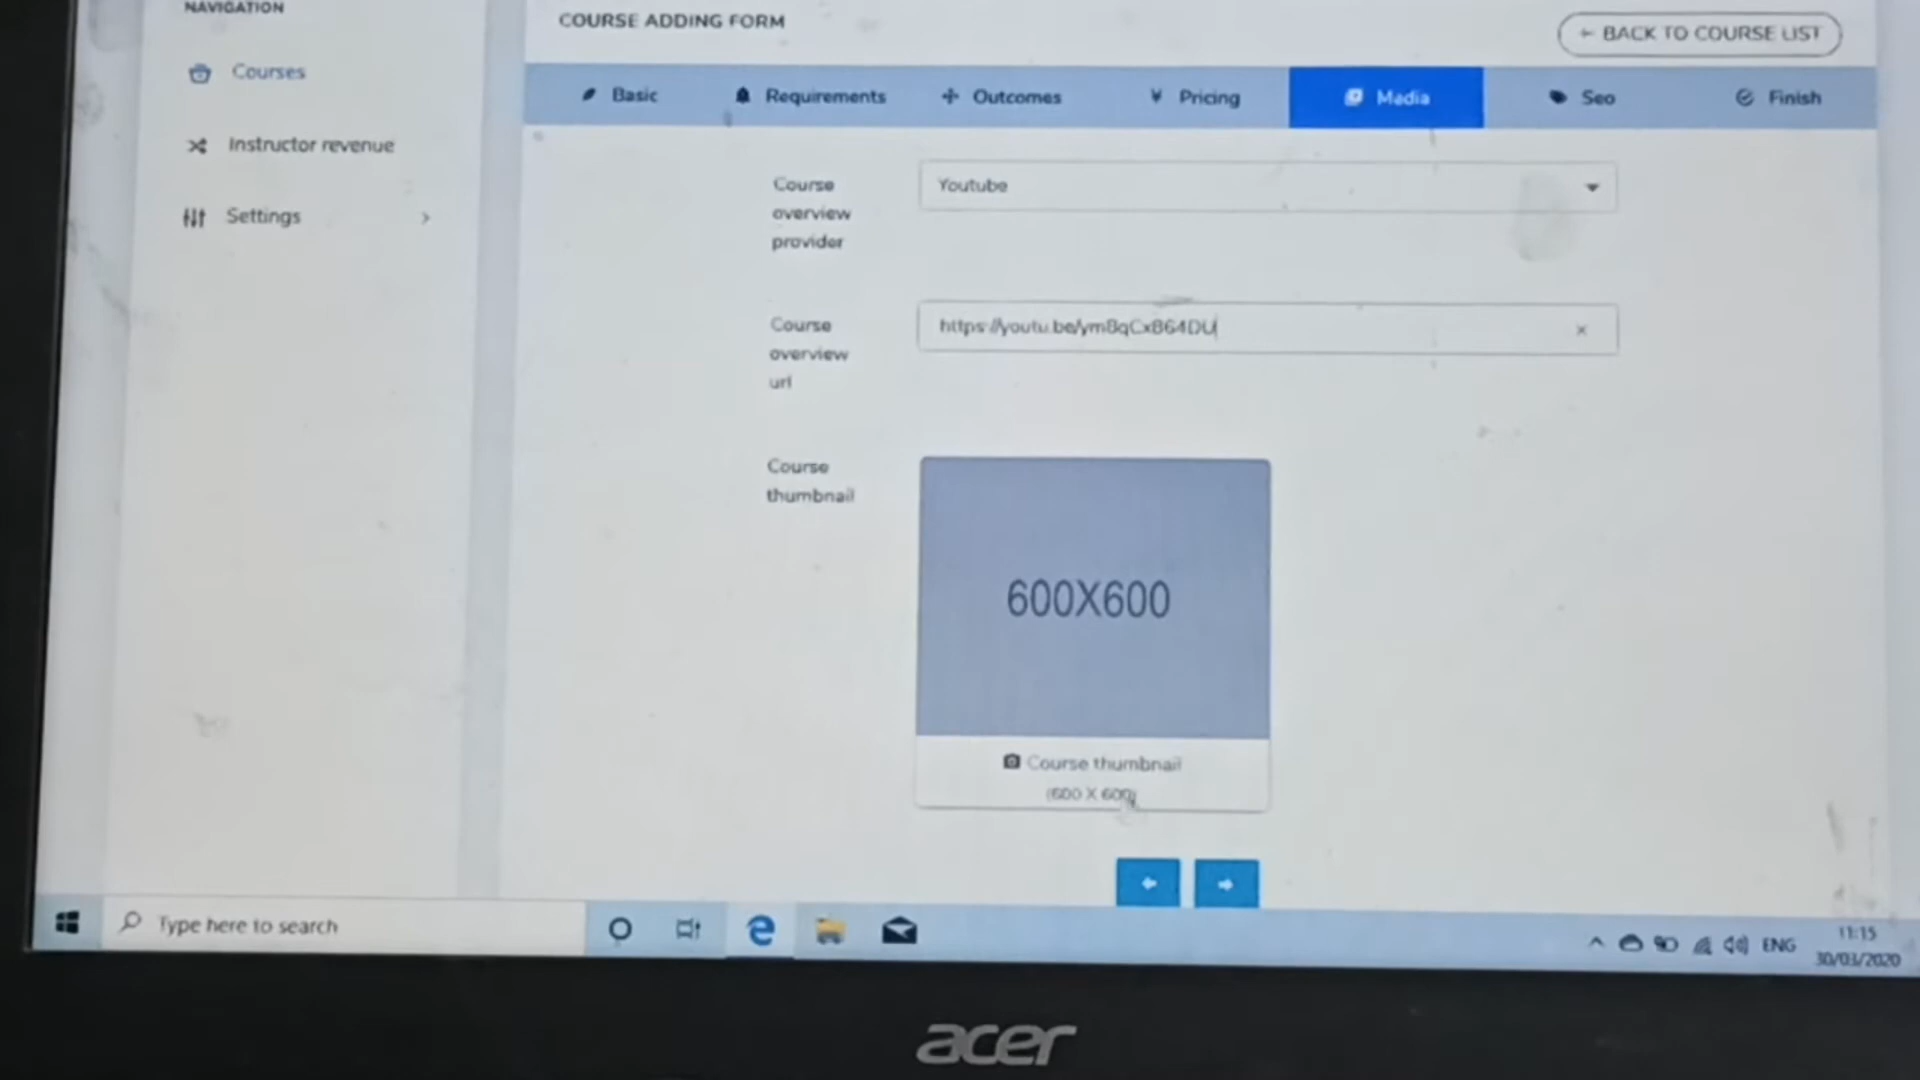 NAVIGATION
Courses
Instructor revenue
Settings
COURSE ADDING FORM
← BACK TO COURSE LIST
Basic
Requirements
Outcomes
Pricing
Media
Seo
Finish
Course
overview
provider
Youtube
Course
overview
url
https://youtu.be/ym8qCxB64DU
Course
thumbnail
600X600
Course thumbnail
(600 X 600)
Type here to search
ENG
11:15
30/03/2020
acer